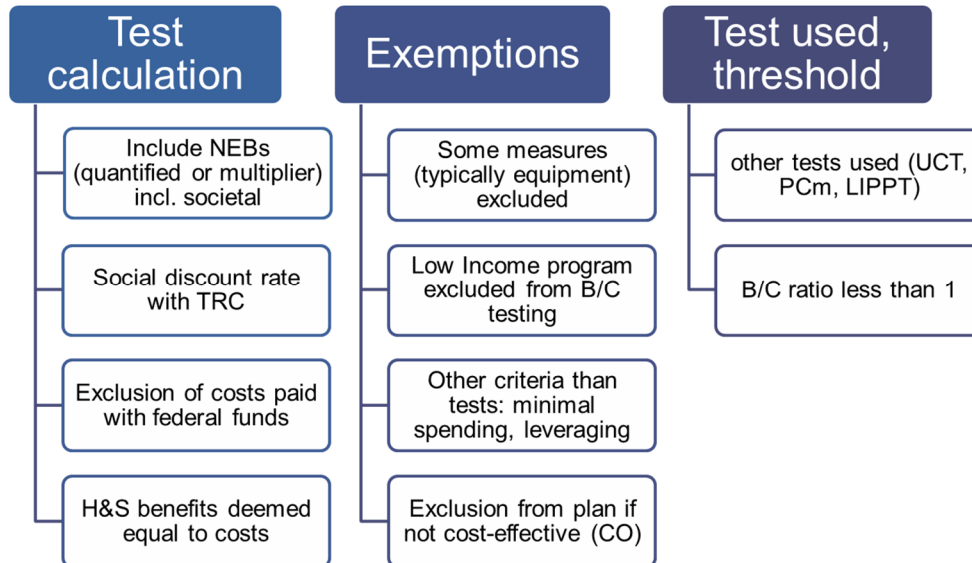 Test
calculation
Include NEBs
(quantified or multiplier)
incl. societal
Social discount rate
with TRC
Exclusion of costs paid
with federal funds
H&S benefits deemed
equal to costs
Exemptions
Some measures
(typically equipment)
excluded
Low Income program
excluded from B/C
testing
Other criteria than
tests: minimal
spending, leveraging
Exclusion from plan if
not cost-effective (CO)
Test used,
threshold
other tests used (UCT,
PCm, LIPPT)
B/C ratio less than 1